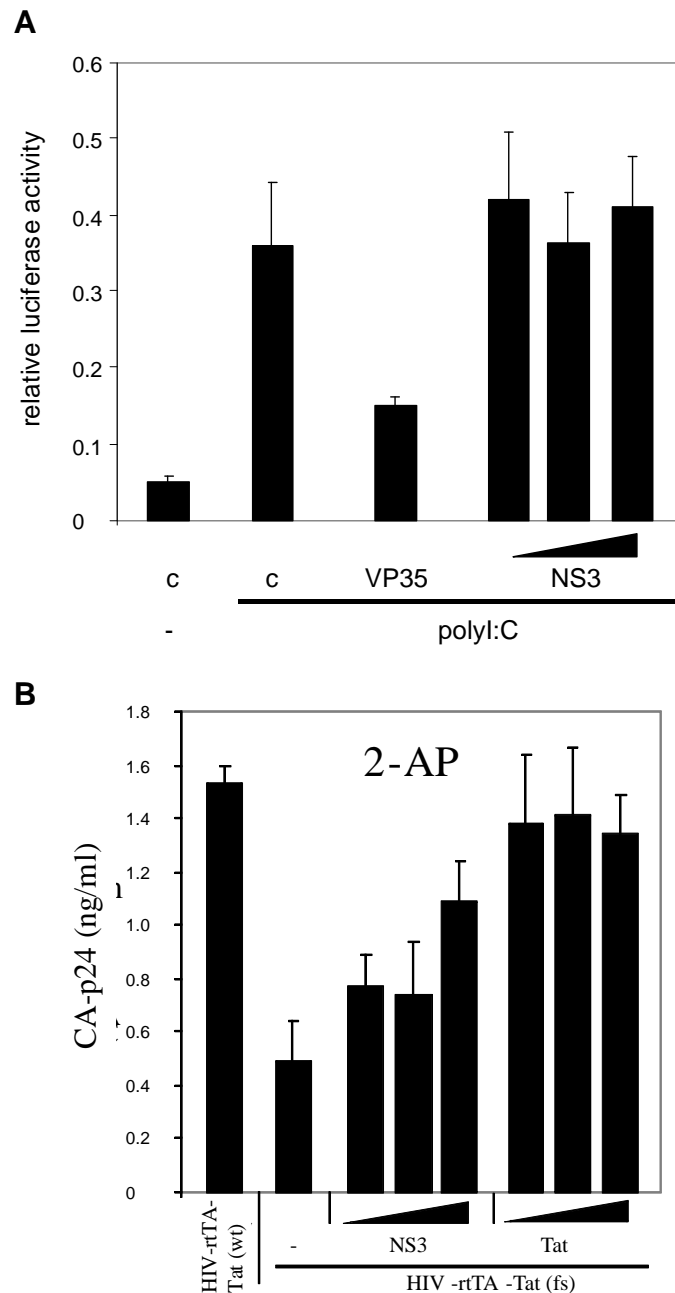 A
relative luciferase activity
0.6
0.5
0.4
0.3
0.2
0.1
0
c c VP35 NS3
- polyI:C
B
CA-p24 (ng/ml)
1.8
1.6
1.4
1.2
1.0
0.8
0.6
0.4
0.2
0
2-AP
HIV-rtTA-
Tat (wt)
- NS3 Tat
HIV -rtTA -Tat (fs)